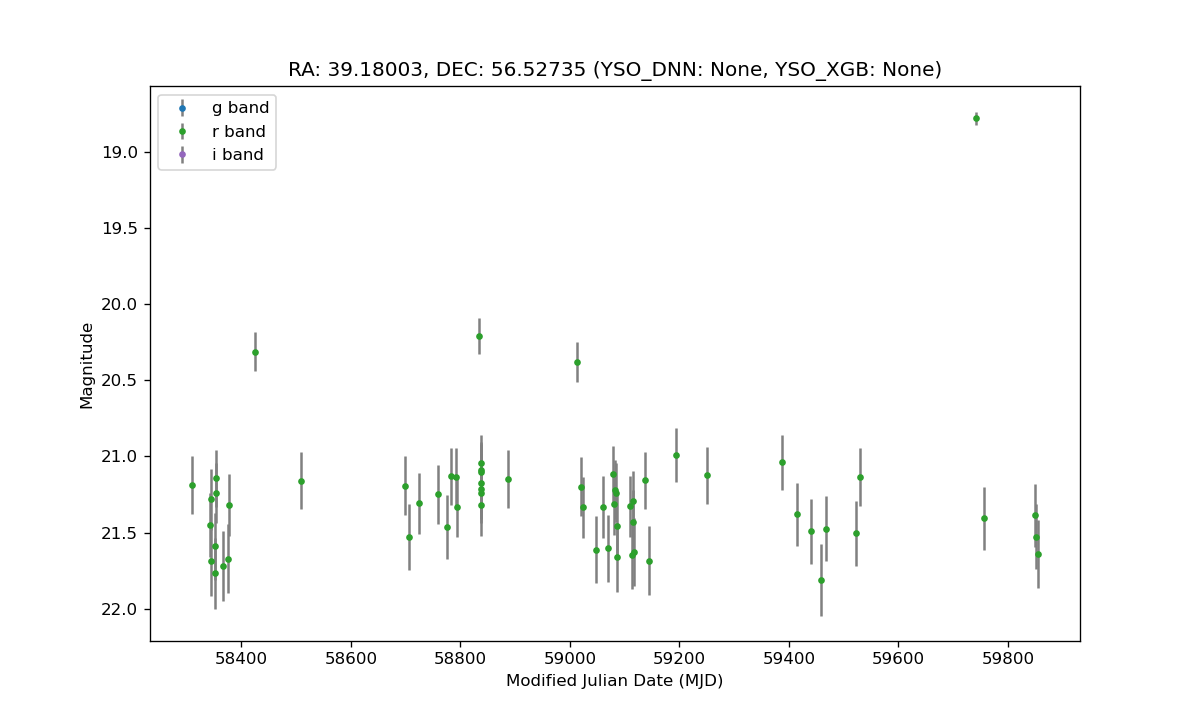 RA: 39.18003, DEC: 56.52735 (YSO_DNN: None, YSO_XGB: None)
g band
r band
i band
19.0
19.5
20.0
20.5
21.0
21.5
22.0
Magnitude
58400 58600 58800 59000 59200 59400 59600 59800
Modified Julian Date (MJD)